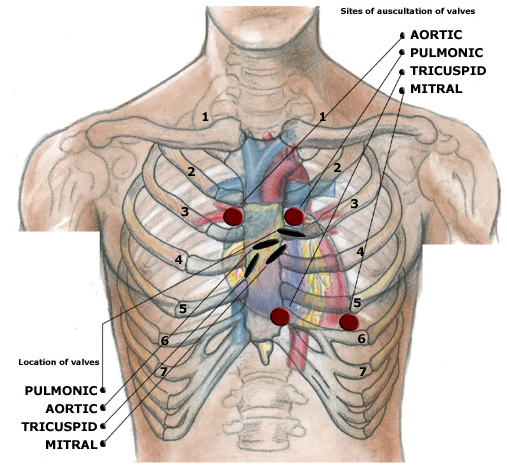 Sites of auscultation of valves
AORTIC
PULMONIC
TRICUSPID
MITRAL
1 1
2 2
3 3
4 4
5 5
6 6
7 7
Location of valves
PULMONIC
AORTIC
TRICUSPID
MITRAL